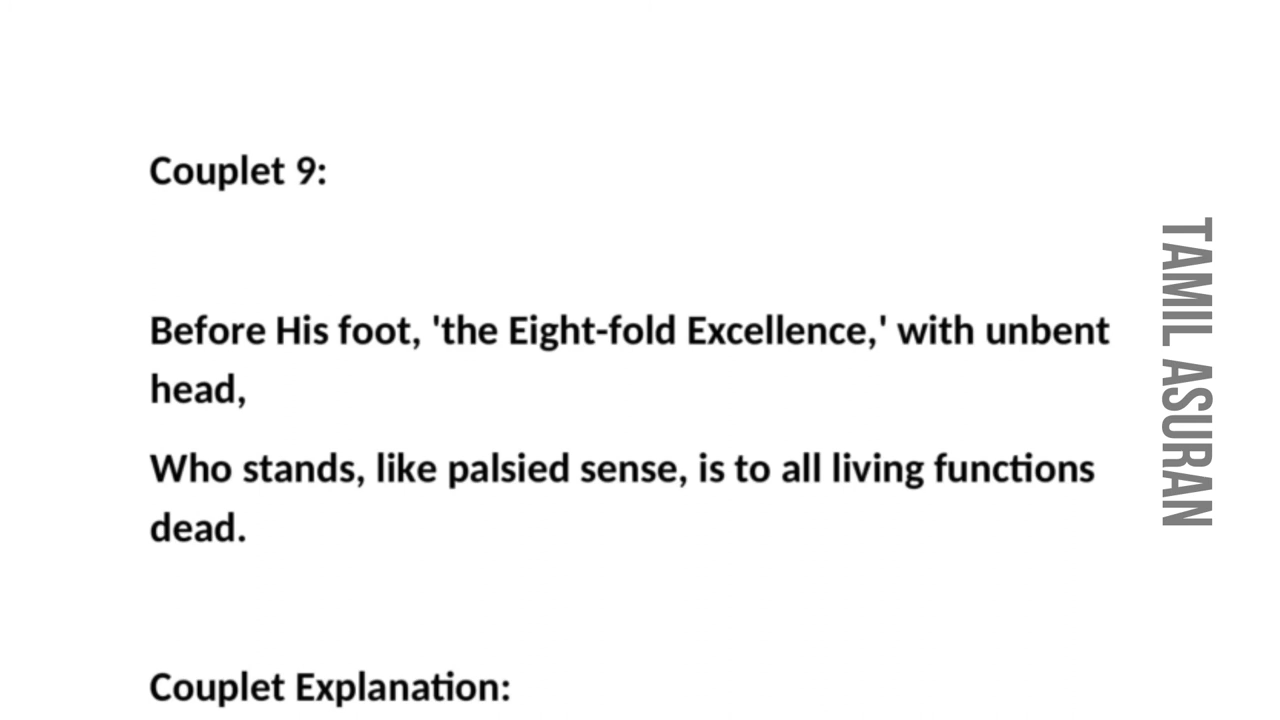 Couplet 9:
Before His foot, 'the Eight-fold Excellence,' with unbent
head,
Who stands, like palsied sense, is to all living functions
dead.
Couplet Explanation:
TAMIL ASURAN